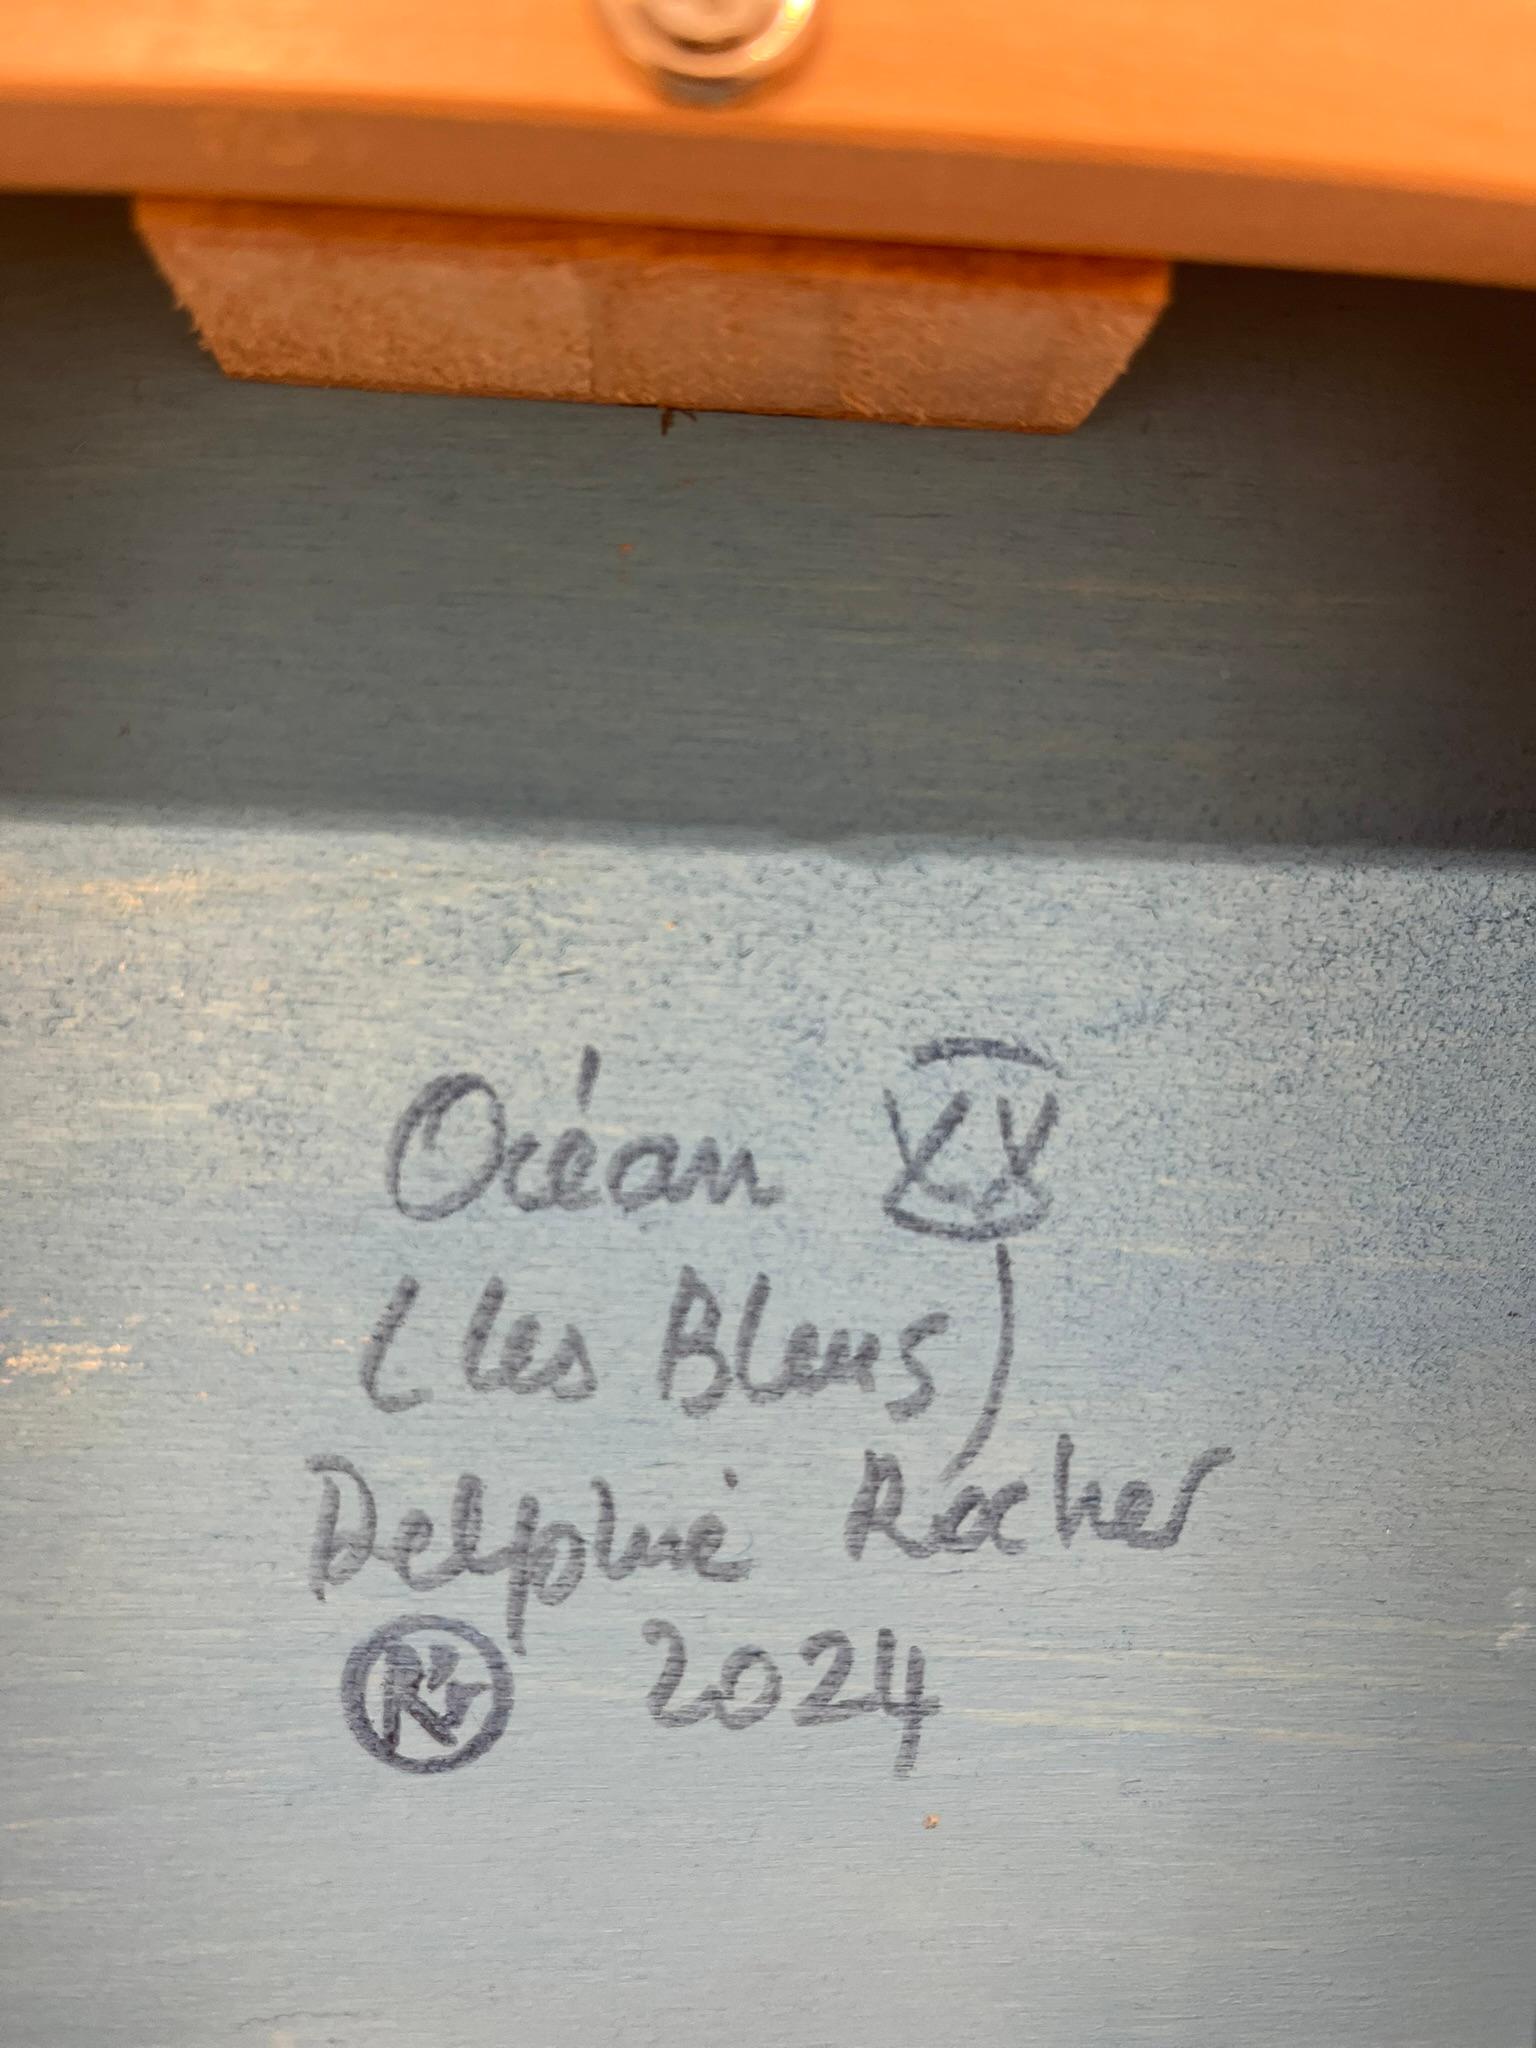 Océan XX
(les Bleus)
Delphine Rocher
2024